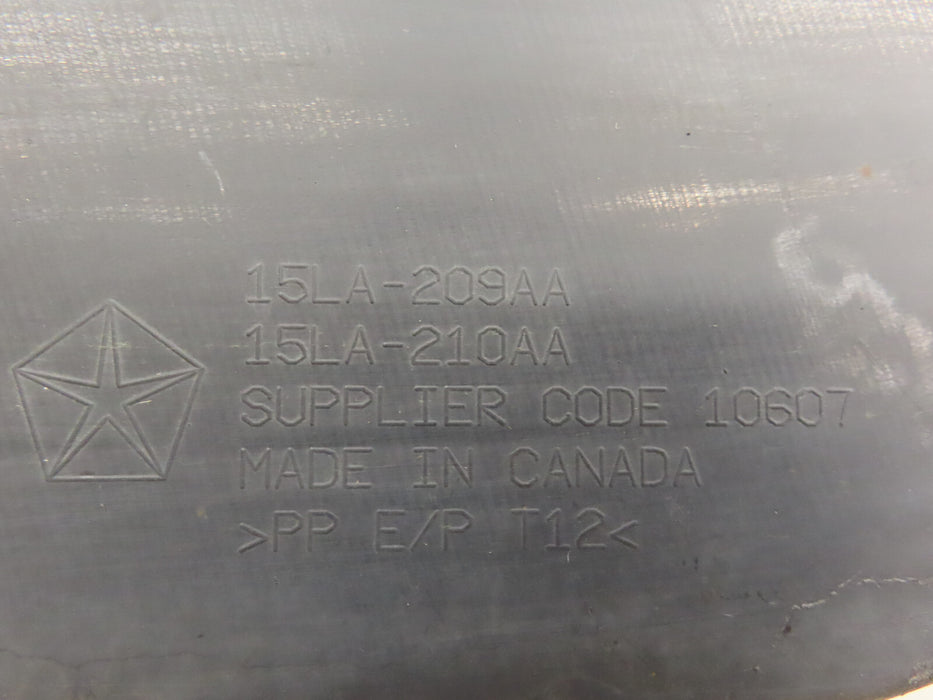 15LA-209AA
15LA-210AA
SUPPLIER CODE 10607
MADE IN CANADA
>PP E/P T12<